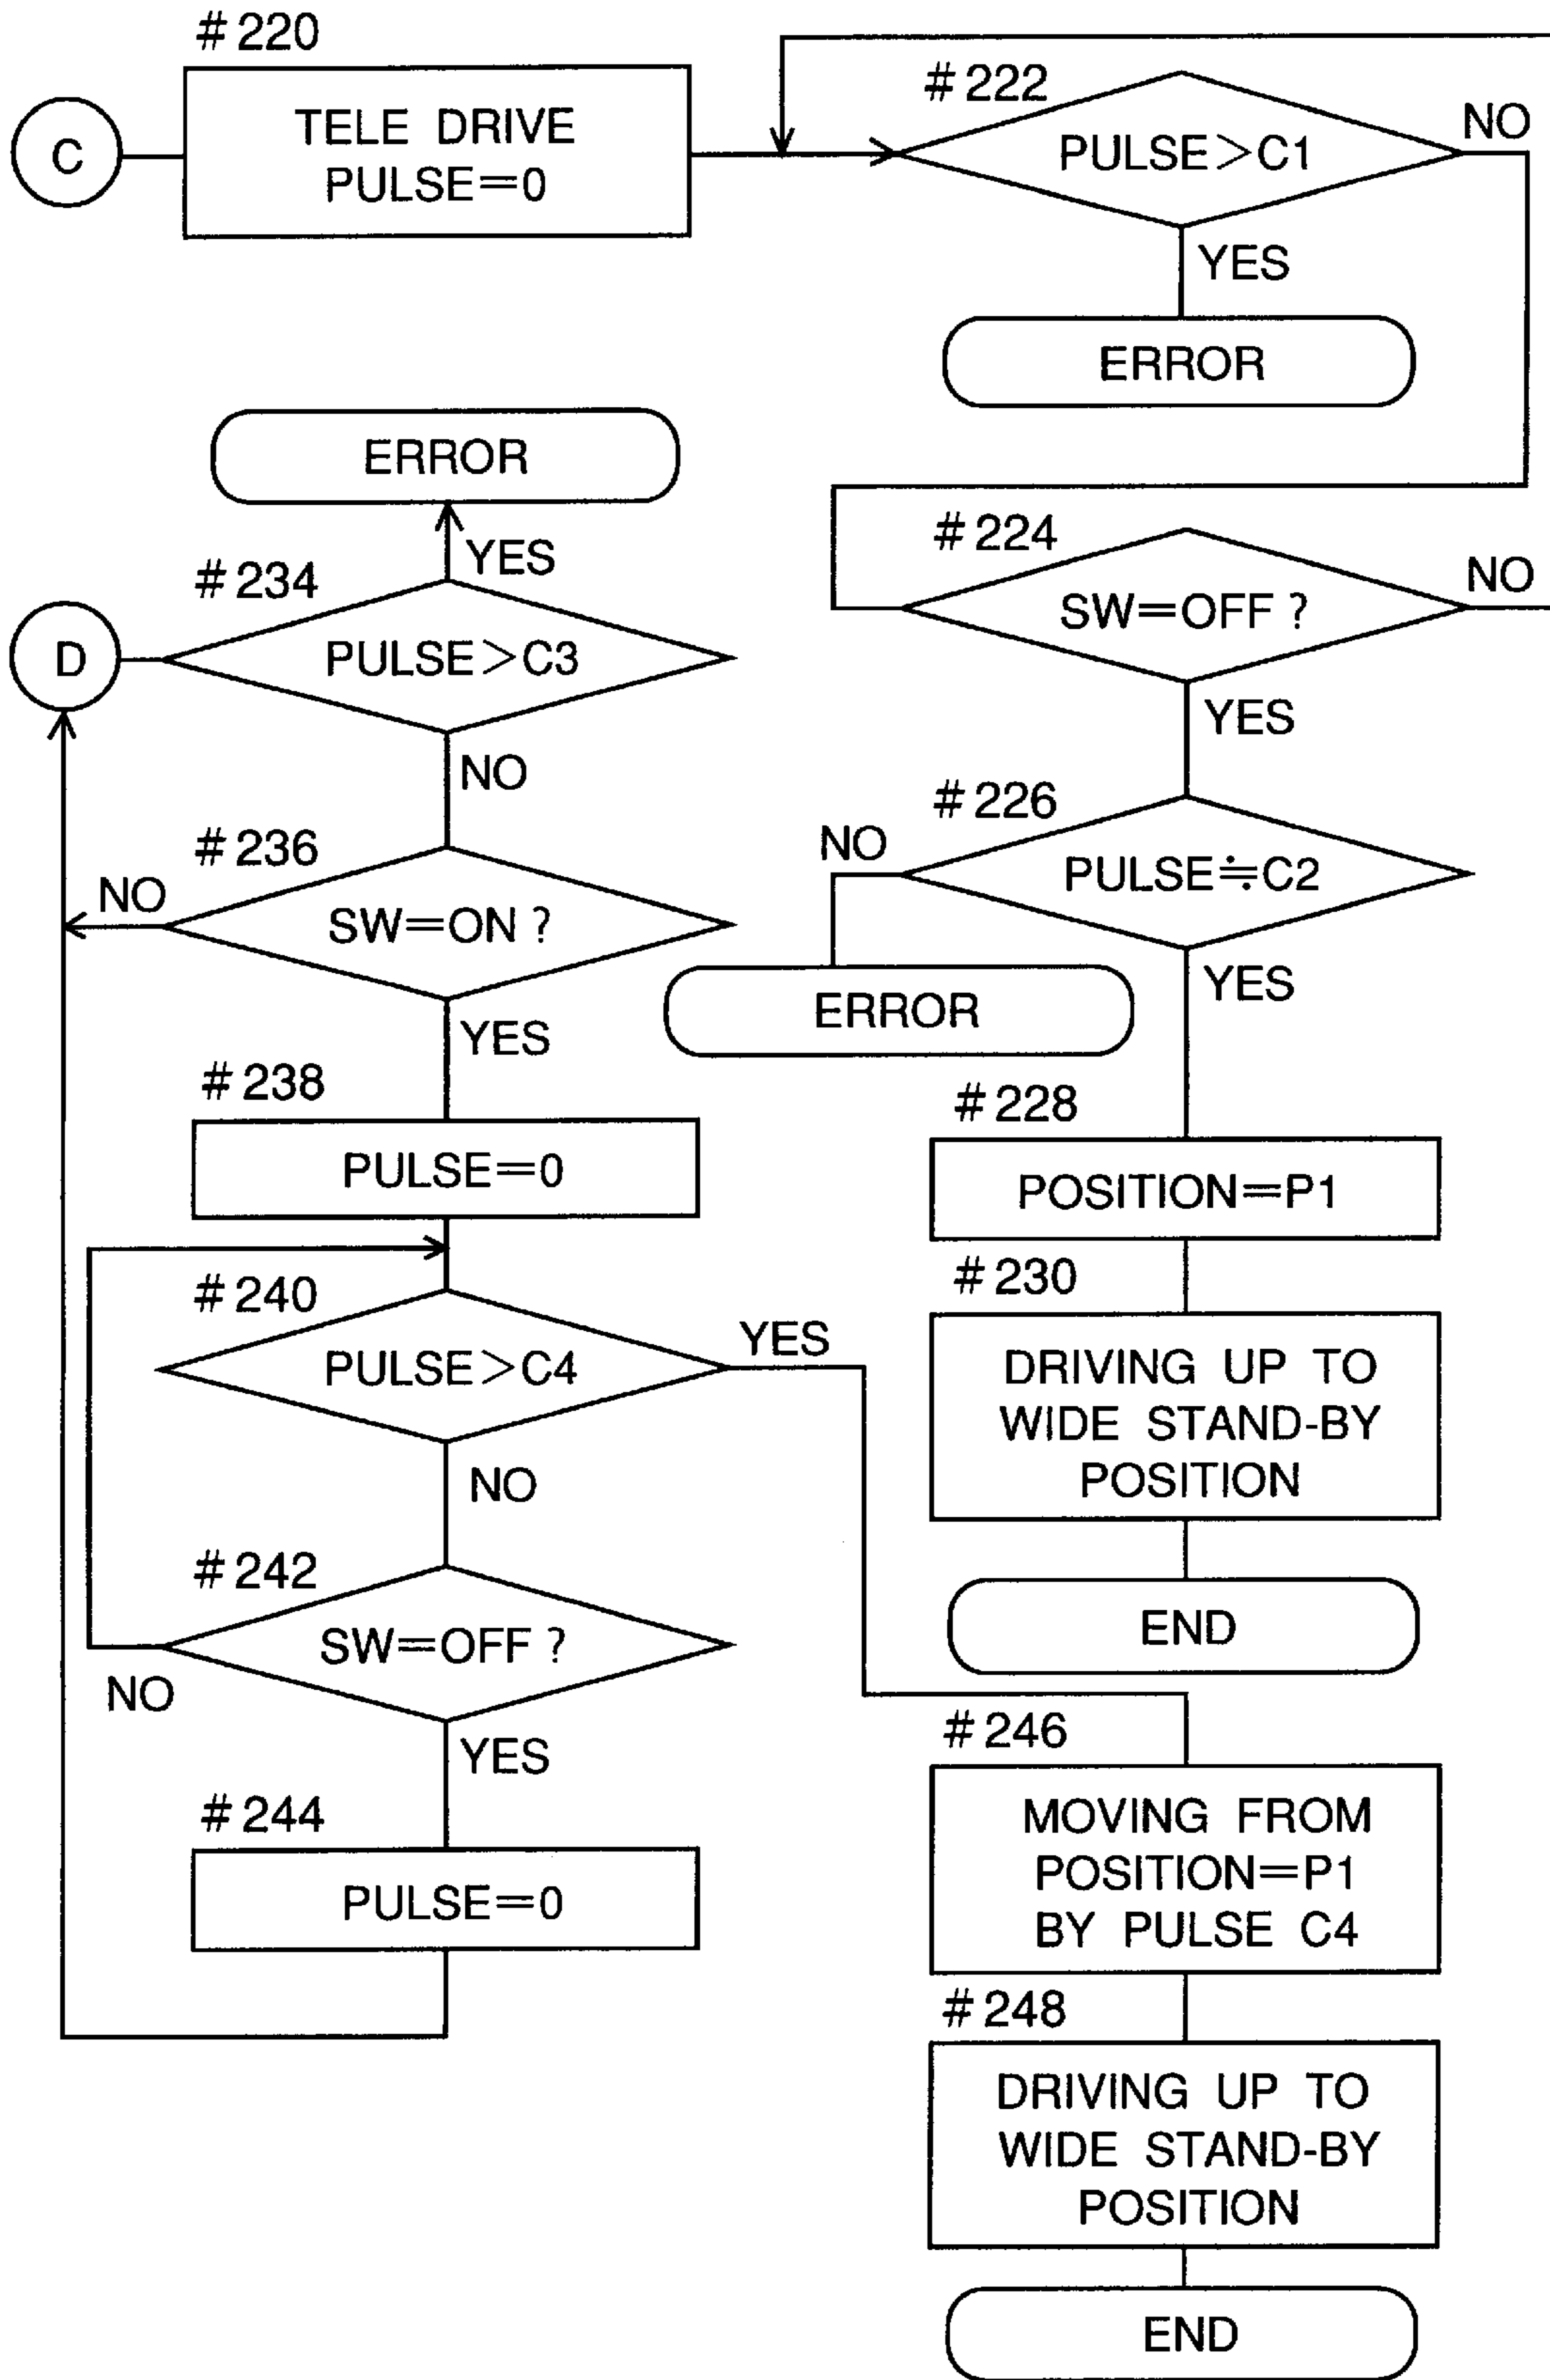 #220
C
TELE DRIVE
PULSE=0
#222
PULSE>C1
NO
YES
ERROR
#224
SW=OFF ?
NO
YES
#226
PULSE≒C2
NO
ERROR
YES
#228
POSITION=P1
#230
DRIVING UP TO
WIDE STAND-BY
POSITION
END
ERROR
YES
#234
D
PULSE>C3
NO
#236
NO
SW=ON ?
YES
#238
PULSE=0
#240
PULSE>C4
YES
NO
#242
SW=OFF ?
NO
YES
#244
PULSE=0
#246
MOVING FROM
POSITION=P1
BY PULSE C4
#248
DRIVING UP TO
WIDE STAND-BY
POSITION
END